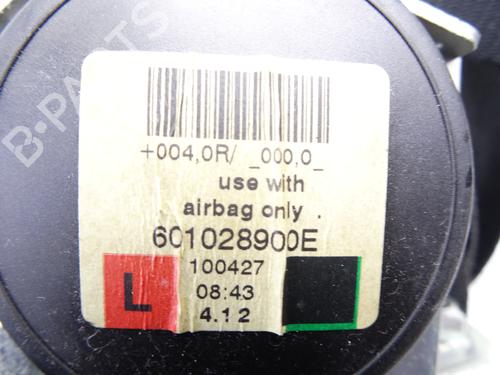 B-PARTS
+004,0R/ _000,0_
use with
airbag only .
601028900E
100427
L
08:43
4.1 2